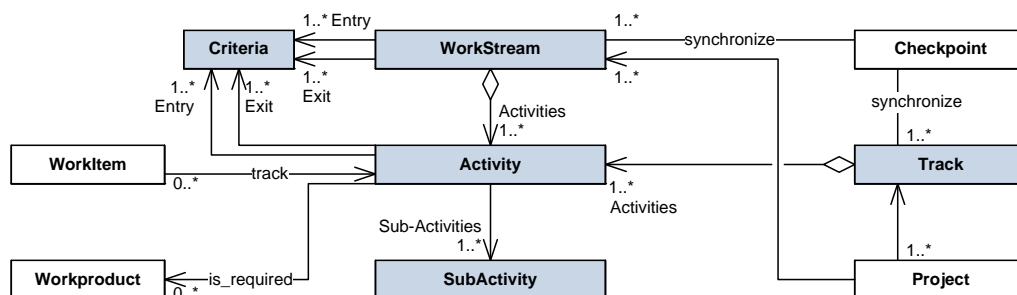 1..* Entry
1..*
Criteria
WorkStream
synchronize
Checkpoint
1..*
Exit
1..*
1..*
Entry
1..*
Exit
Activities
1..*
synchronize
1..*
WorkItem
track
0..*
Activity
Track
1..*
Activities
Sub-Activities
1..*
1..*
Workproduct
is_required
0..*
SubActivity
Project